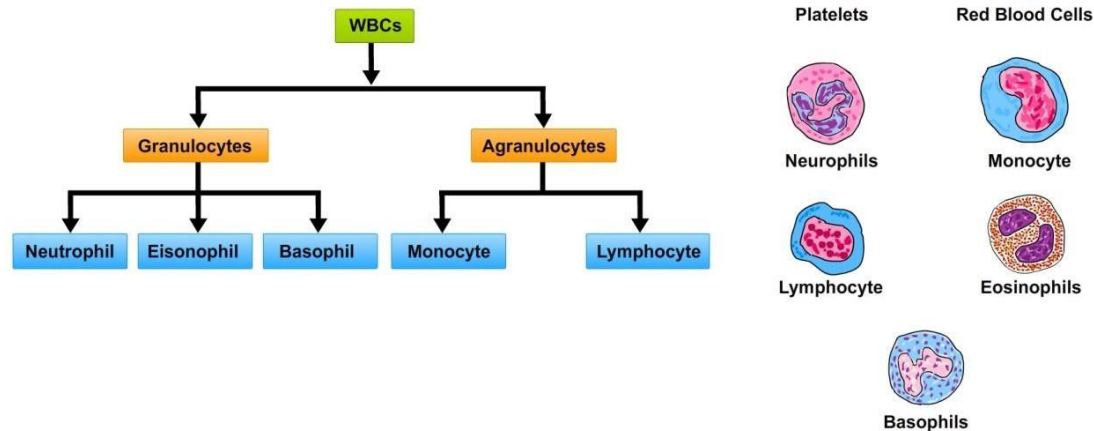 WBCs
Granulocytes
Agranulocytes
Neutrophil
Eisonophil
Basophil
Monocyte
Lymphocyte
Platelets
Red Blood Cells
Neurophils
Monocyte
Lymphocyte
Eosinophils
Basophils